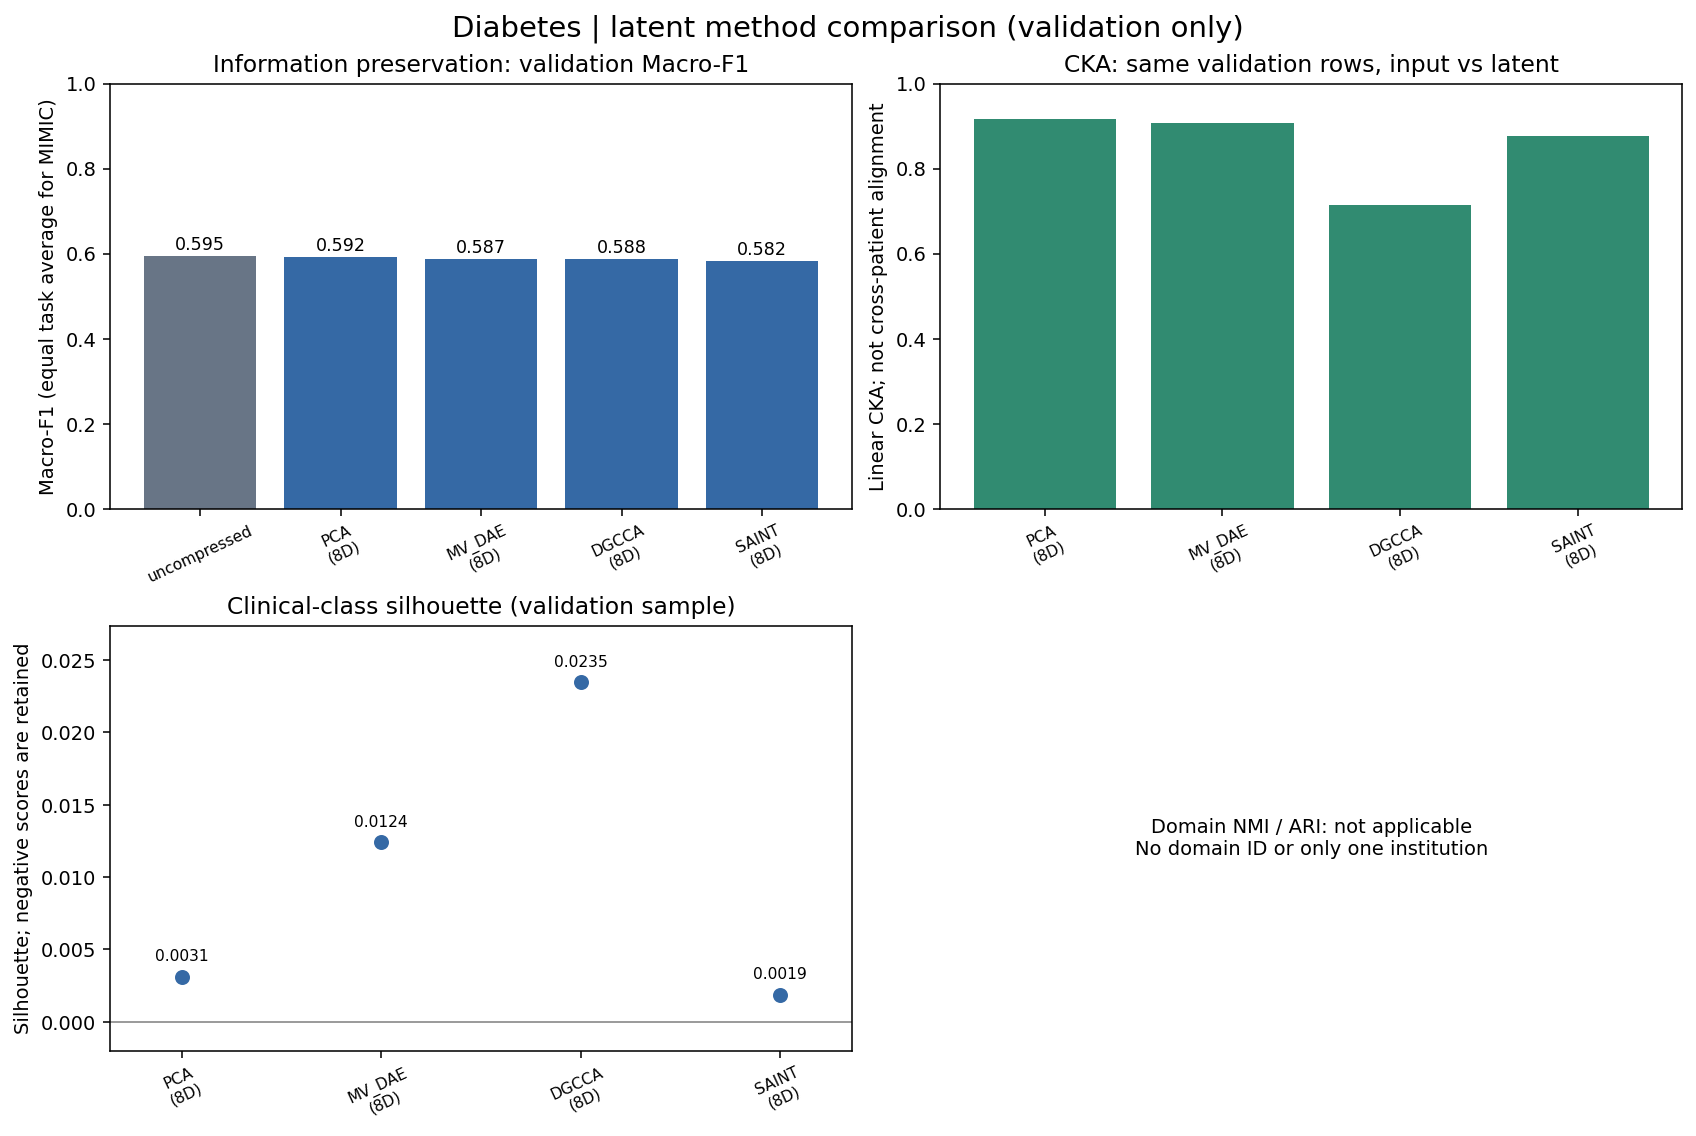 Diabetes | latent method comparison (validation only)
Information preservation: validation Macro-F1
Macro-F1 (equal task average for MIMIC)
1.0
0.8
0.6
0.4
0.2
0.0
0.595
0.592
0.587
0.588
0.582
uncompressed
PCA
(8D)
MV_DAE
(8D)
DGCCA
(8D)
SAINT
(8D)
CKA: same validation rows, input vs latent
Linear CKA; not cross-patient alignment
1.0
0.8
0.6
0.4
0.2
0.0
PCA
(8D)
MV_DAE
(8D)
DGCCA
(8D)
SAINT
(8D)
Clinical-class silhouette (validation sample)
Silhouette; negative scores are retained
0.025
0.020
0.015
0.010
0.005
0.000
0.0031
0.0124
0.0235
0.0019
PCA
(8D)
MV_DAE
(8D)
DGCCA
(8D)
SAINT
(8D)
Domain NMI / ARI: not applicable
No domain ID or only one institution